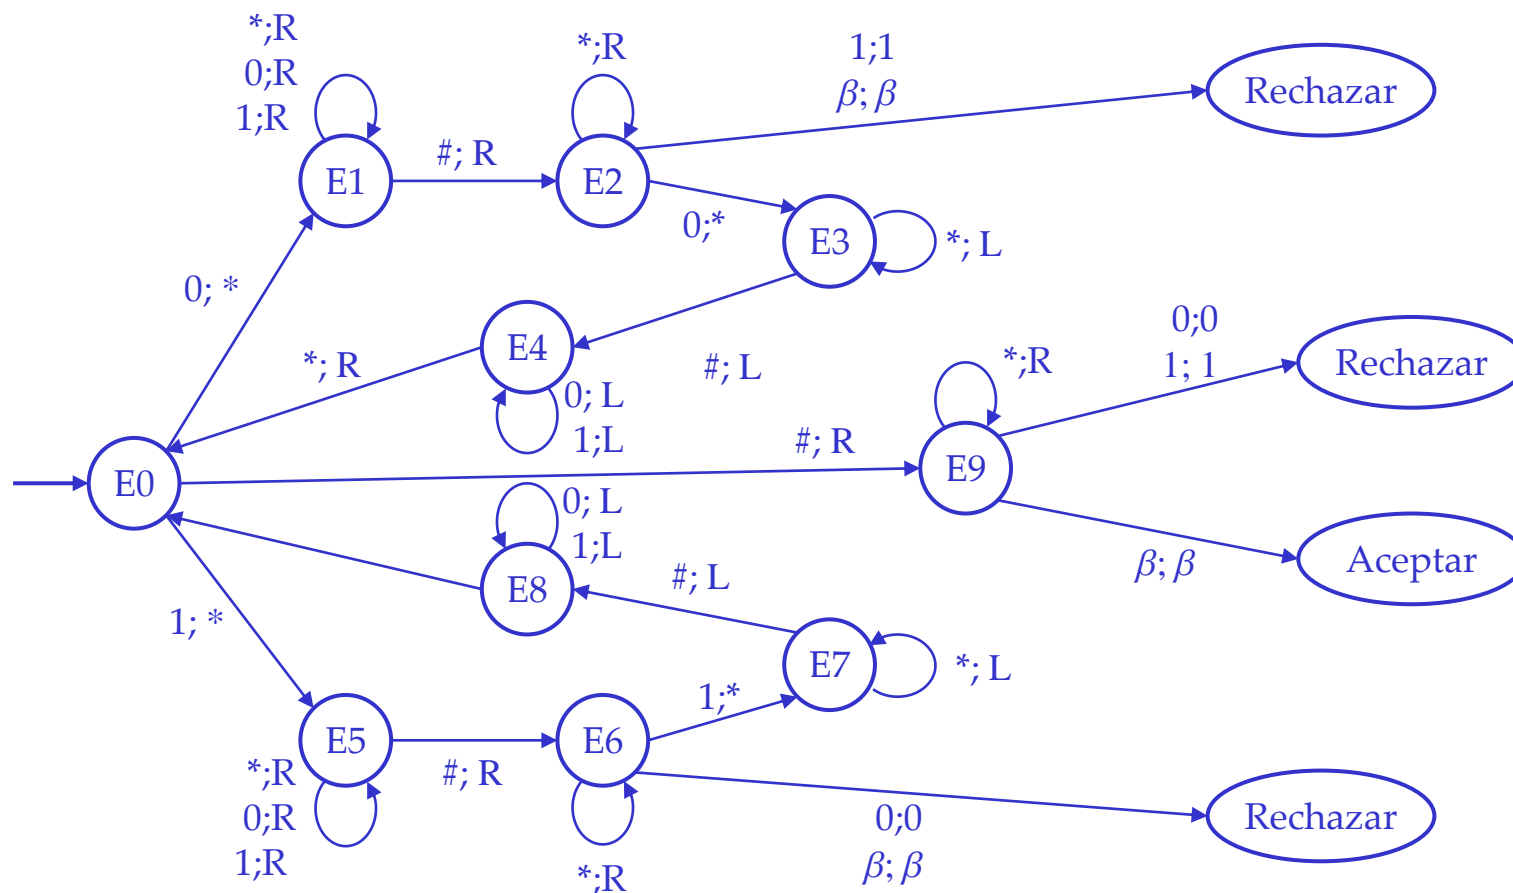 *;R
0;R
1;R
*;R
1;1
β; β
Rechazar
E1
#; R
E2
0;*
E3
*; L
0; *
E4
*; R
#; L
0; L
1;L
*;R
0;0
1; 1
Rechazar
E0
#; R
E9
0; L
1;L
E8
#; L
β; β
Aceptar
1; *
E7
*; L
1;*
E5
#; R
E6
*;R
0;R
1;R
*;R
0;0
β; β
Rechazar